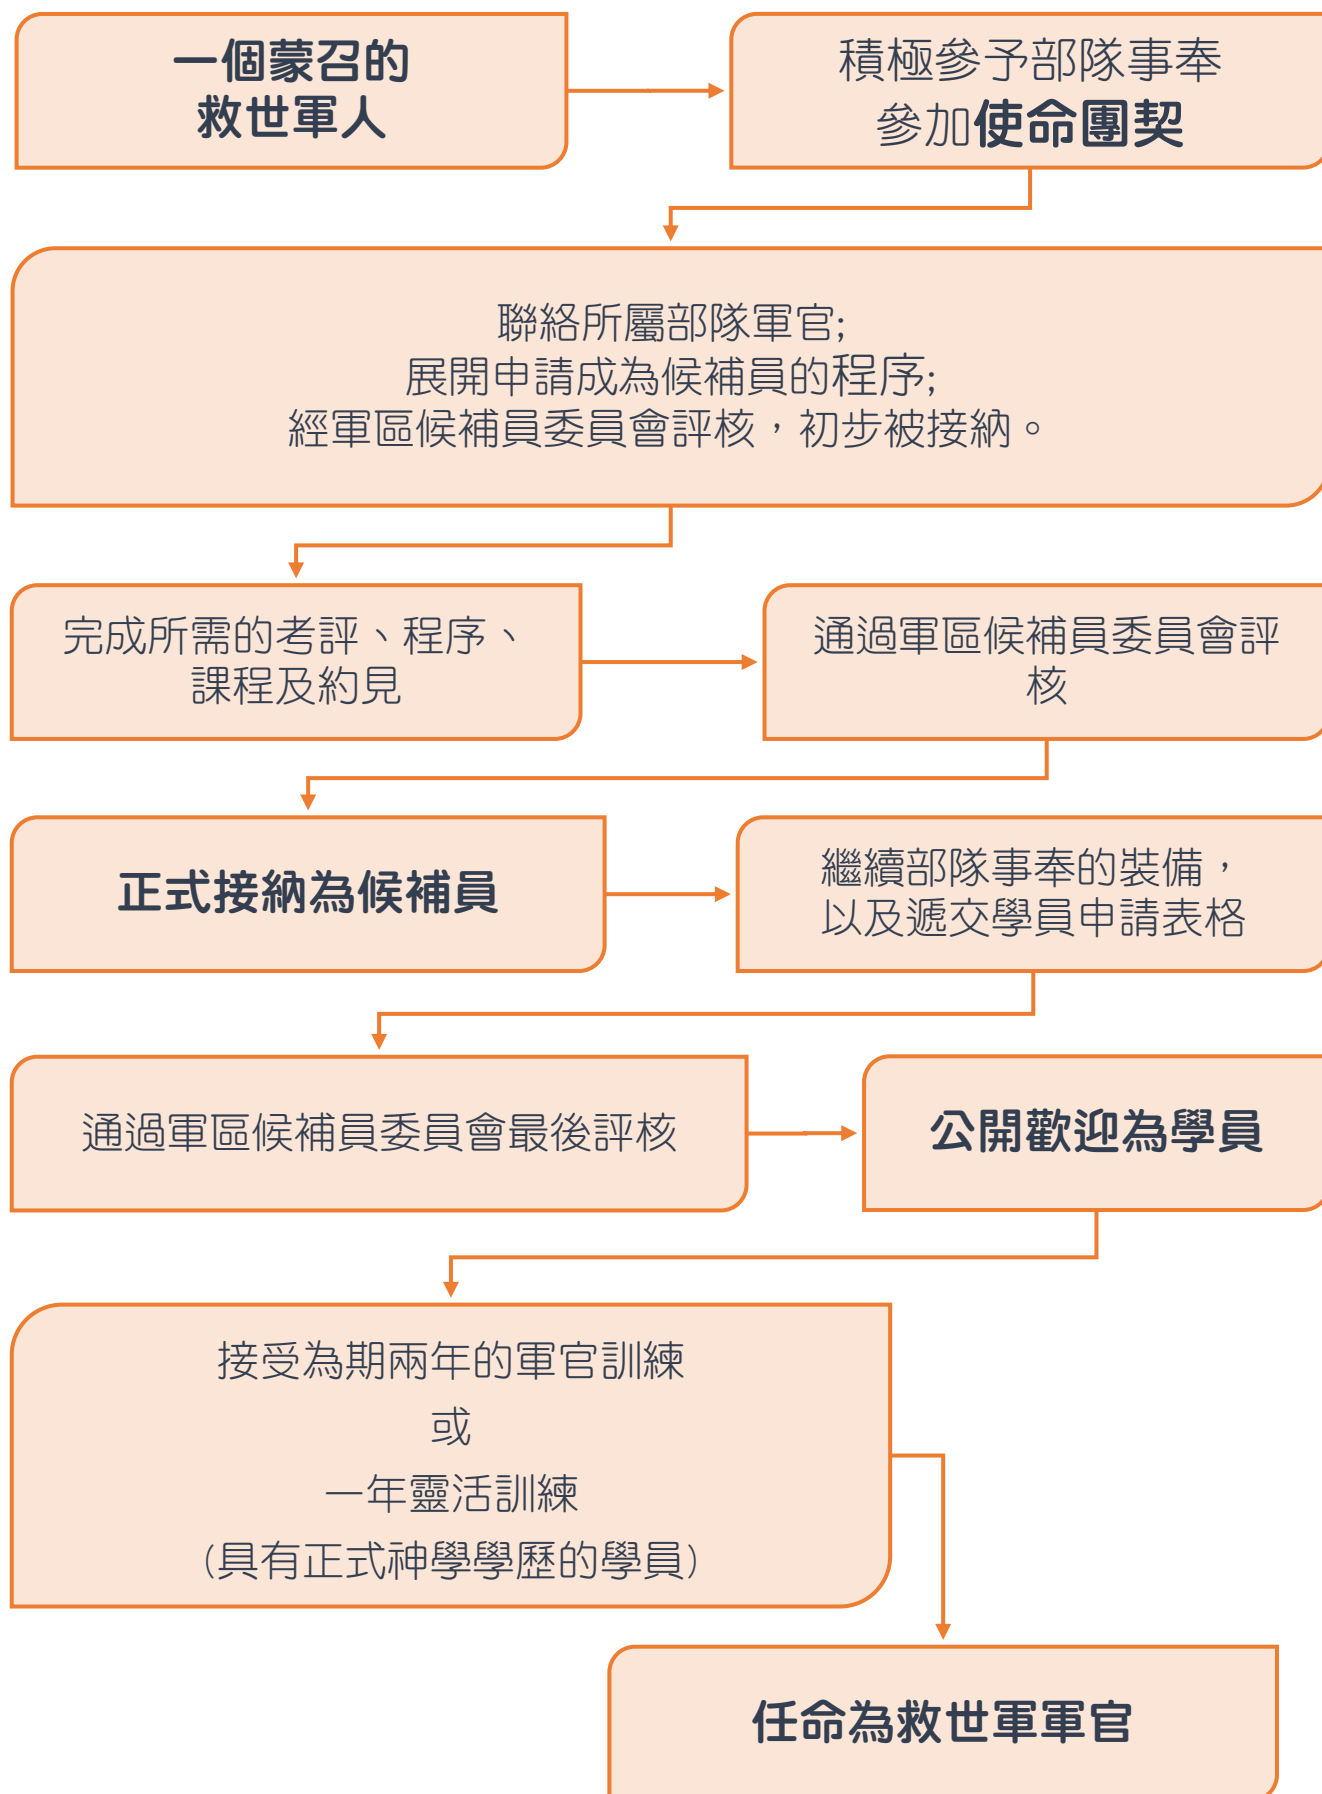 一個蒙召的
救世軍人
積極參予部隊事奉
參加使命團契
聯絡所屬部隊軍官;
展開申請成為候補員的程序;
經軍區候補員委員會評核，初步被接納。
完成所需的考評、程序、
課程及約見
通過軍區候補員委員會評
核
正式接納為候補員
繼續部隊事奉的裝備，
以及遞交學員申請表格
通過軍區候補員委員會最後評核
公開歡迎為學員
接受為期兩年的軍官訓練
或
一年靈活訓練
(具有正式神學學歷的學員)
任命為救世軍軍官